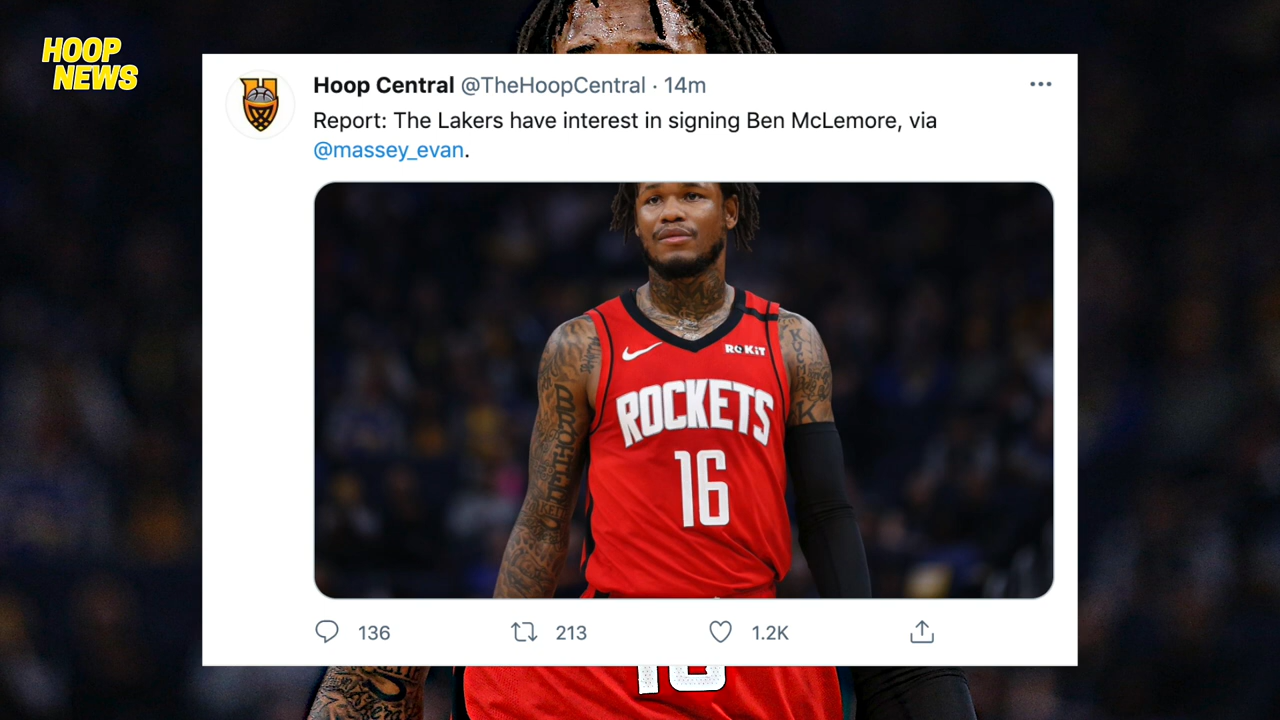 HOOP
NEWS
Hoop Central @TheHoopCentral · 14m
Report: The Lakers have interest in signing Ben McLemore, via
@massey_evan.
ROKiT
ROCKETS
16
136 213 1.2K
16